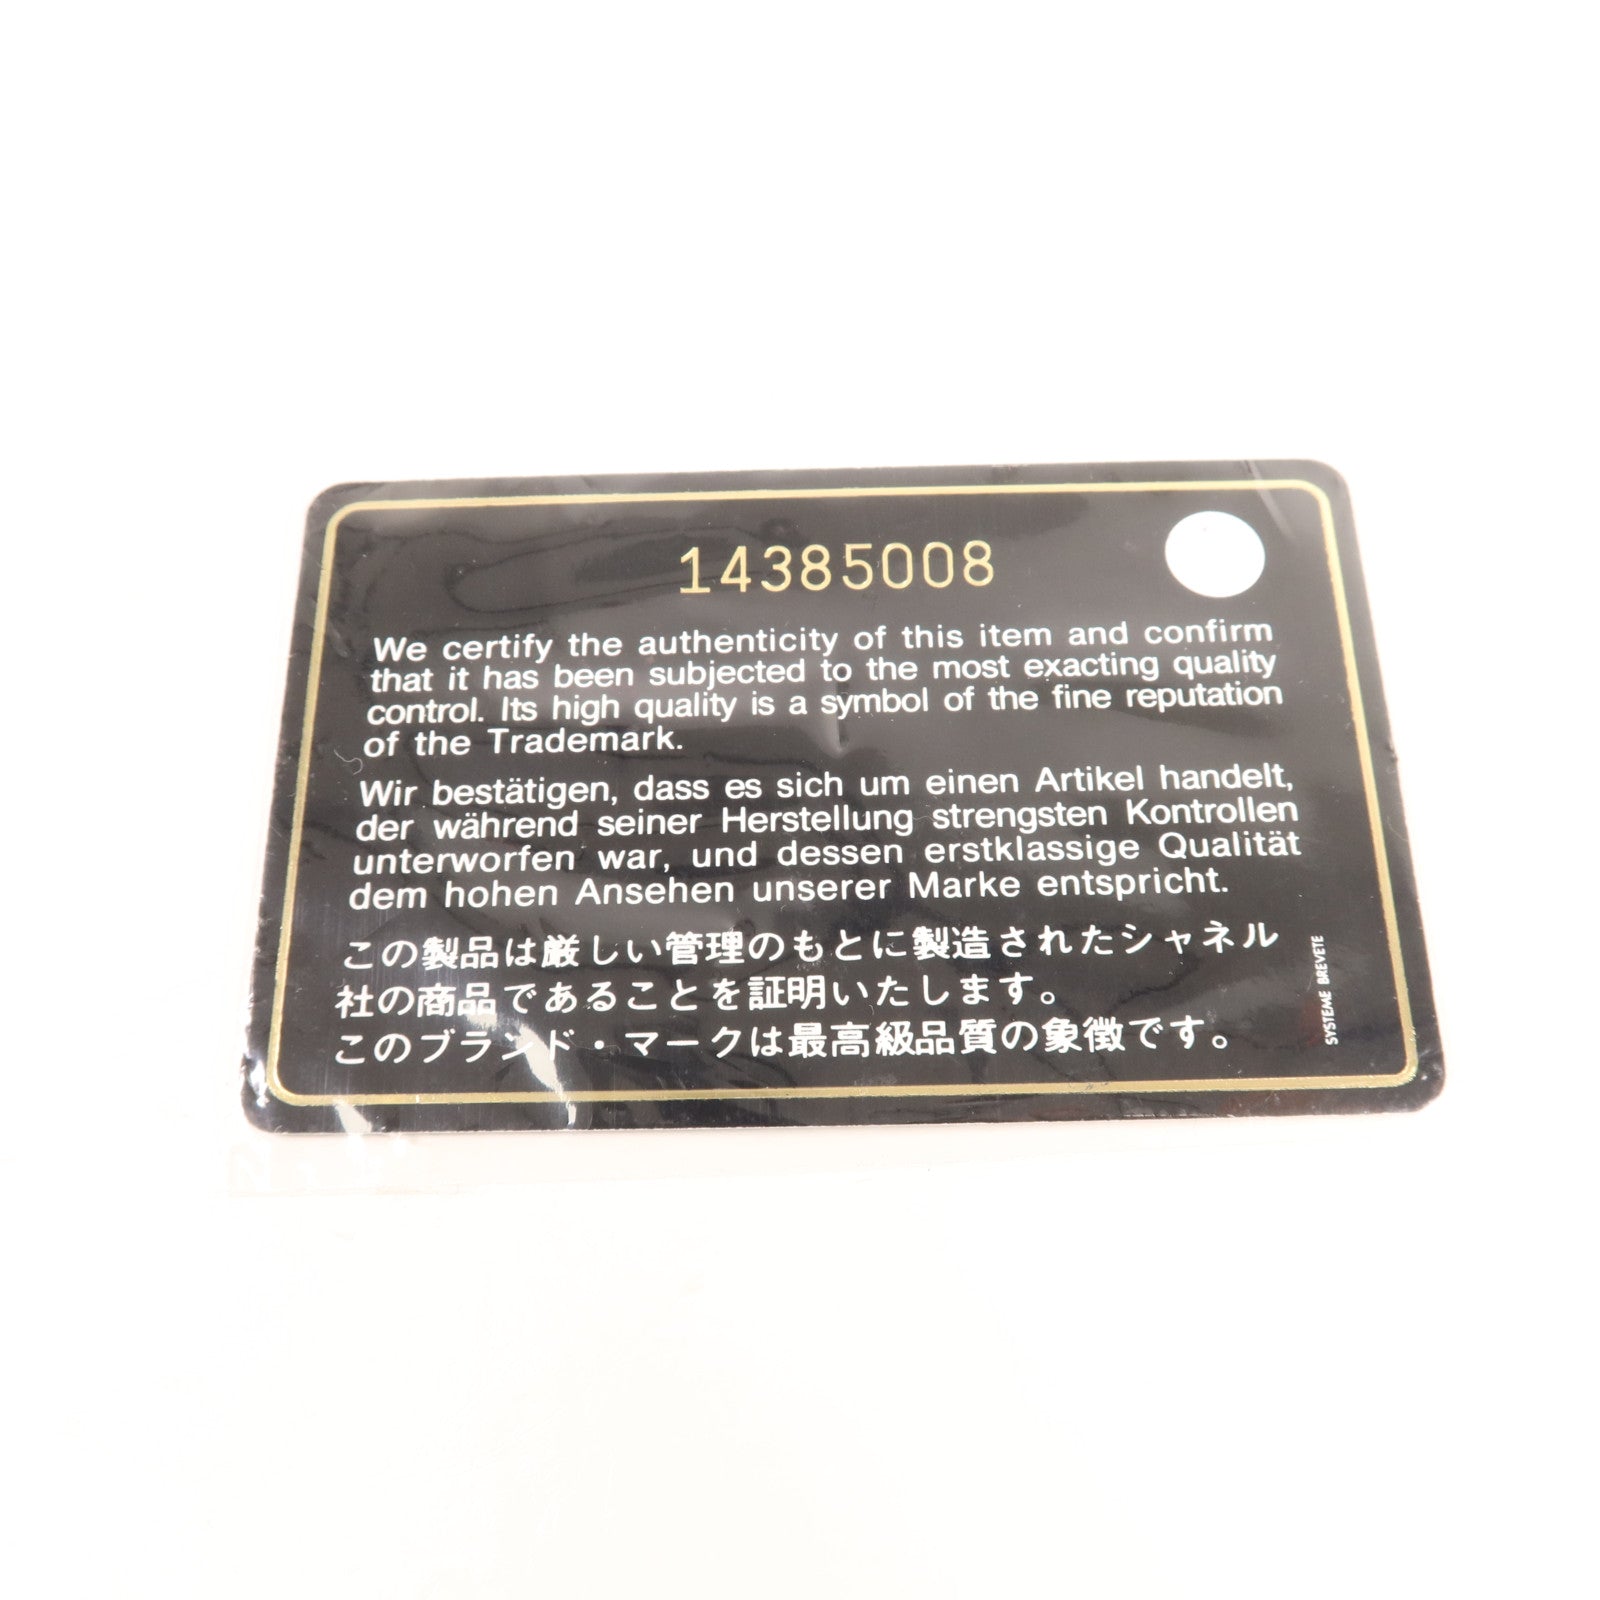 14385008
We certify the authenticity of this item and confirm
that it has been subjected to the most exacting quality
control. Its high quality is a symbol of the fine reputation
of the Trademark.
Wir bestätigen, dass es sich um einen Artikel handelt,
der während seiner Herstellung strengsten Kontrollen
unterworfen war, und dessen erstklassige Qualität
dem hohen Ansehen unserer Marke entspricht.
この製品は厳しい管理のもとに製造されたシャネル
社の商品であることを証明いたします。
このブランド・マークは最高級品質の象徴です。
SYSTEME BREVETE